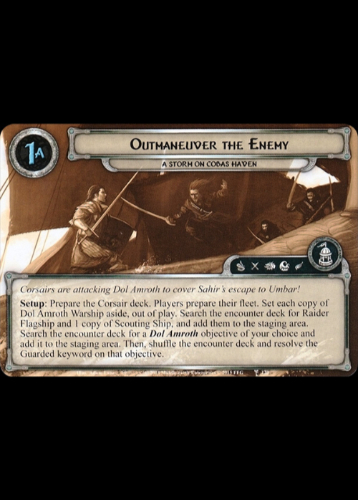 1A
OUTMANEUVER THE ENEMY
A STORM ON COBAS HAVEN
Corsairs are attacking Dol Amroth to cover Sahír's escape to Umbar!
Setup: Prepare the Corsair deck. Players prepare their fleet. Set each copy of
Dol Amroth Warship aside, out of play. Search the encounter deck for Raider
Flagship and 1 copy of Scouting Ship, and add them to the staging area.
Search the encounter deck for a Dol Amroth objective of your choice and
add it to the staging area. Then, shuffle the encounter deck and resolve the
Guarded keyword on that objective.